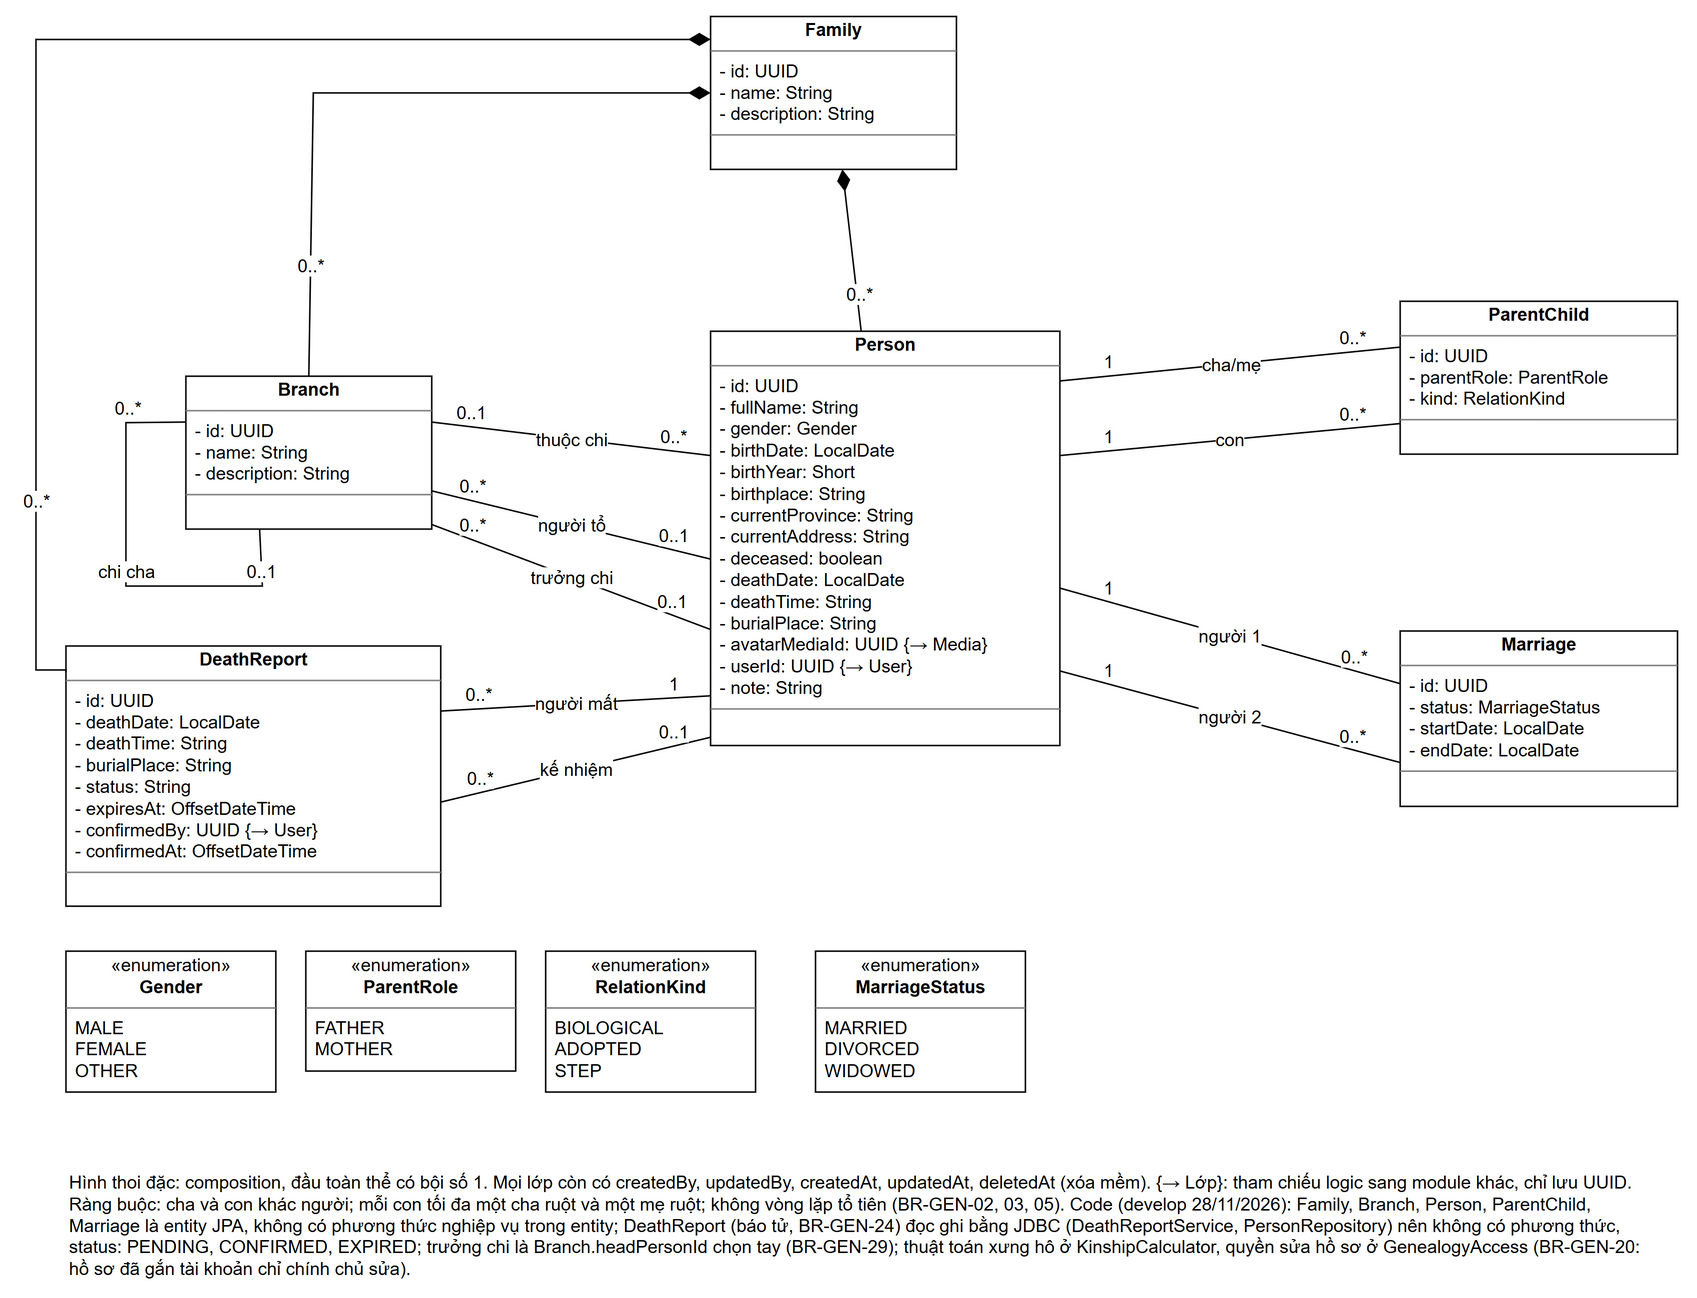 Family
- id: UUID
- name: String
- description: String
0..*
0..*
0..*
Branch
- id: UUID
- name: String
- description: String
0..*
chi cha
0..1
0..1
thuộc chi
0..*
0..*
người tổ
0..1
0..*
trưởng chi
0..1
Person
- id: UUID
- fullName: String
- gender: Gender
- birthDate: LocalDate
- birthYear: Short
- birthplace: String
- currentProvince: String
- currentAddress: String
- deceased: boolean
- deathDate: LocalDate
- deathTime: String
- burialPlace: String
- avatarMediaId: UUID {→ Media}
- userId: UUID {→ User}
- note: String
1
cha/mẹ
0..*
1
con
0..*
ParentChild
- id: UUID
- parentRole: ParentRole
- kind: RelationKind
1
người 1
0..*
1
người 2
0..*
Marriage
- id: UUID
- status: MarriageStatus
- startDate: LocalDate
- endDate: LocalDate
DeathReport
- id: UUID
- deathDate: LocalDate
- deathTime: String
- burialPlace: String
- status: String
- expiresAt: OffsetDateTime
- confirmedBy: UUID {→ User}
- confirmedAt: OffsetDateTime
0..*
người mất
1
0..*
kế nhiệm
0..1
«enumeration»
Gender
MALE
FEMALE
OTHER
«enumeration»
ParentRole
FATHER
MOTHER
«enumeration»
RelationKind
BIOLOGICAL
ADOPTED
STEP
«enumeration»
MarriageStatus
MARRIED
DIVORCED
WIDOWED
Hình thoi đặc: composition, đầu toàn thể có bội số 1. Mọi lớp còn có createdBy, updatedBy, createdAt, updatedAt, deletedAt (xóa mềm). {→ Lớp}: tham chiếu logic sang module khác, chỉ lưu UUID.
Ràng buộc: cha và con khác người; mỗi con tối đa một cha ruột và một mẹ ruột; không vòng lặp tổ tiên (BR-GEN-02, 03, 05). Code (develop 28/11/2026): Family, Branch, Person, ParentChild,
Marriage là entity JPA, không có phương thức nghiệp vụ trong entity; DeathReport (báo tử, BR-GEN-24) đọc ghi bằng JDBC (DeathReportService, PersonRepository) nên không có phương thức,
status: PENDING, CONFIRMED, EXPIRED; trưởng chi là Branch.headPersonId chọn tay (BR-GEN-29); thuật toán xưng hô ở KinshipCalculator, quyền sửa hồ sơ ở GenealogyAccess (BR-GEN-20:
hồ sơ đã gắn tài khoản chỉ chính chủ sửa).